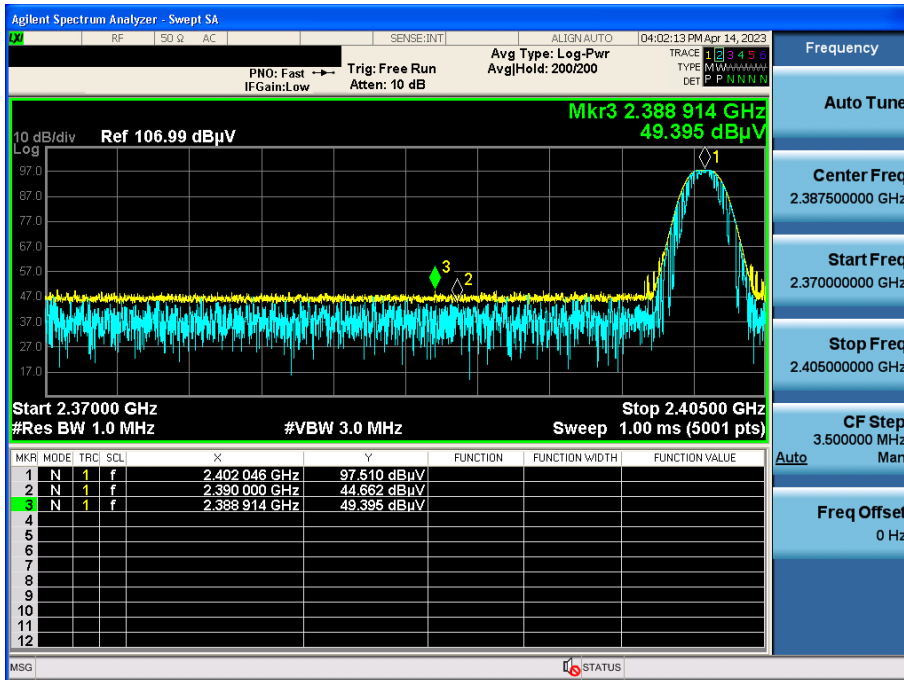 Agilent Spectrum Analyzer - Swept SA
LXI RF 50 Ω AC SENSE:INT ALIGN AUTO 04:02:13 PM Apr 14, 2023
PNO: Fast
IFGain:Low
Trig: Free Run
Atten: 10 dB
Avg Type: Log-Pwr
Avg|Hold: 200/200
TRACE 1 2 3 4 5 6
TYPE M W W W W W W
DET P P N N N N
Mkr3 2.388 914 GHz
49.395 dBµV
10 dB/div Ref 106.99 dBµV
Log
97.0
87.0
77.0
67.0
57.0
47.0
37.0
27.0
17.0
1
3
2
Start 2.37000 GHz Stop 2.40500 GHz
#Res BW 1.0 MHz #VBW 3.0 MHz Sweep 1.00 ms (5001 pts)
MKR MODE TRC SCL X Y FUNCTION FUNCTION WIDTH FUNCTION VALUE
1 N 1 f 2.402 046 GHz 97.510 dBµV
2 N 1 f 2.390 000 GHz 44.662 dBµV
3 N 1 f 2.388 914 GHz 49.395 dBµV
4
5
6
7
8
9
10
11
12
MSG STATUS
Frequency
Auto Tune
Center Freq
2.387500000 GHz
Start Freq
2.370000000 GHz
Stop Freq
2.405000000 GHz
CF Step
3.500000 MHz
Auto Man
Freq Offset
0 Hz